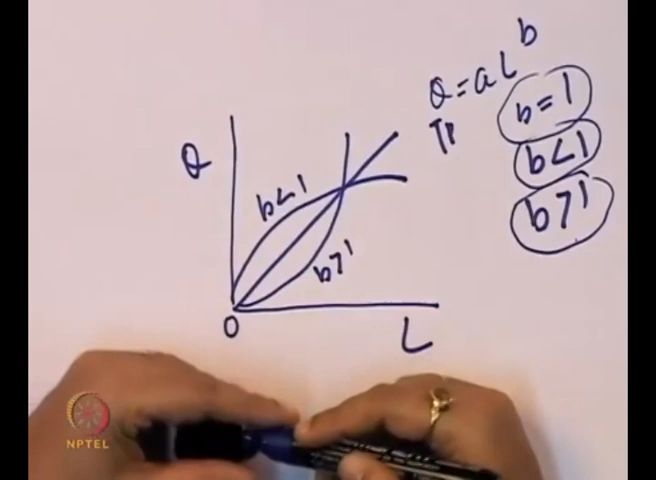 Q = aL^b
TP
b = 1
b < 1
b > 1
Q
b < 1
b > 1
O
L
NPTEL